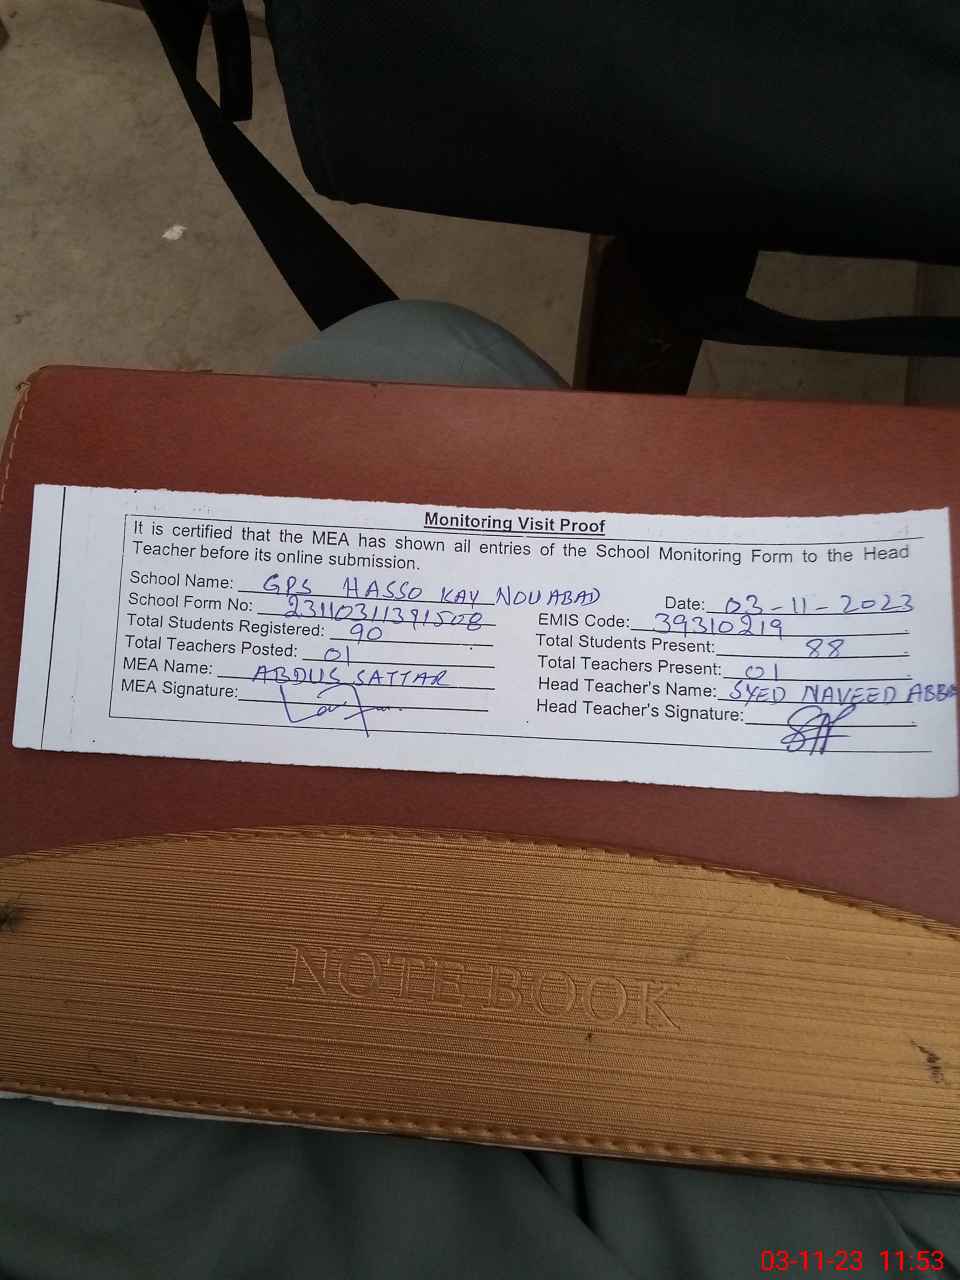 Monitoring Visit Proof
It is certified that the MEA has shown all entries of the School Monitoring Form to the Head
Teacher before its online submission.
School Name: GPS HASSO KAY NOUABAD Date: 03-11-2023
School Form No: 23110311391508 EMIS Code: 39310219
Total Students Registered: 90 Total Students Present: 88
Total Teachers Posted: 01 Total Teachers Present: 01
MEA Name: ABDUS SATTAR Head Teacher's Name: SYED NAVEED ABBA
MEA Signature: Head Teacher's Signature:
NOTE BOOK
03-11-23 11:53